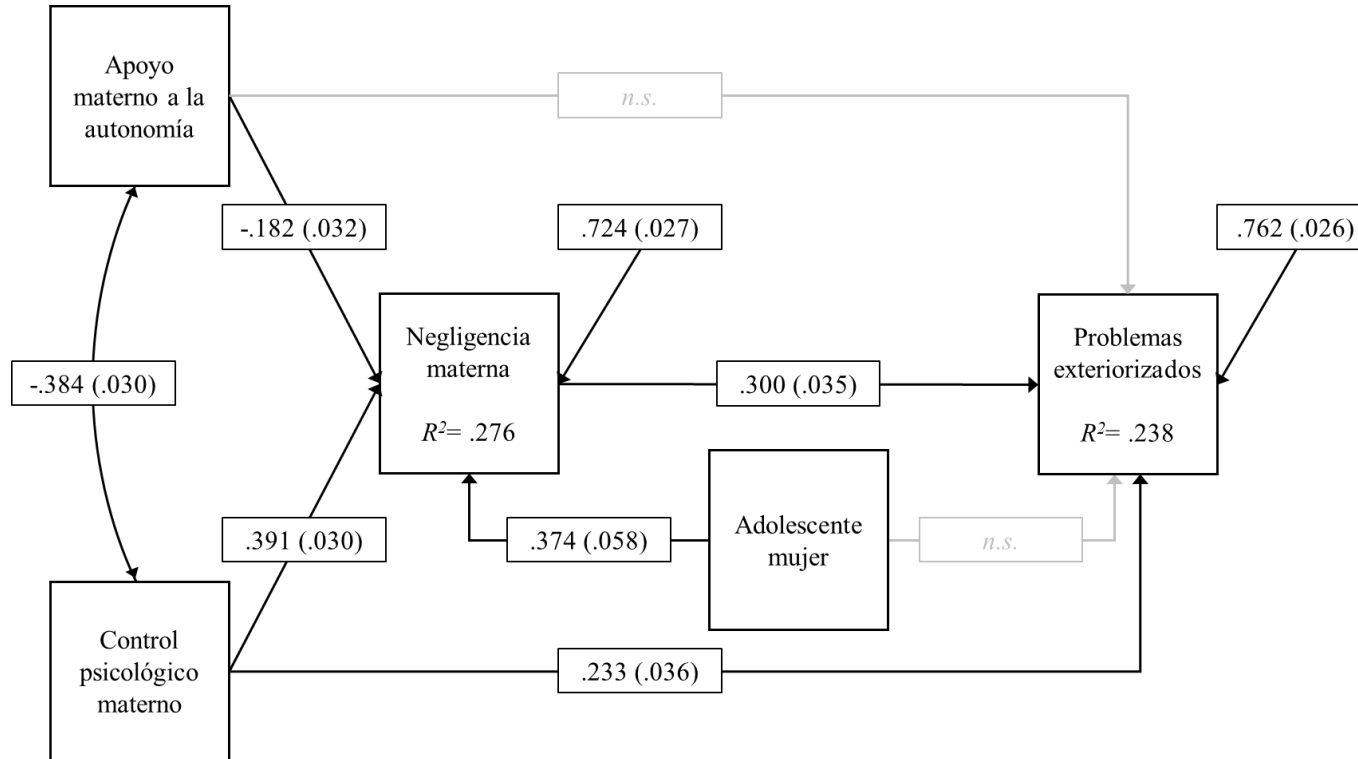 Apoyo
materno a la
autonomía
n.s.
-.182 (.032)
.724 (.027)
.762 (.026)
Negligencia
materna
R²= .276
Problemas
exteriorizados
R²= .238
-.384 (.030)
.300 (.035)
.391 (.030)
.374 (.058)
Adolescente
mujer
n.s.
Control
psicológico
materno
.233 (.036)